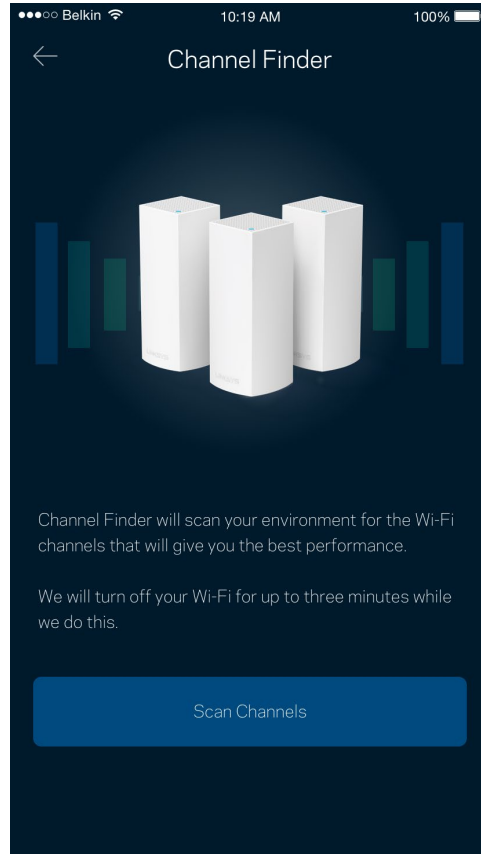 Belkin 10:19 AM 100%
Channel Finder
Channel Finder will scan your environment for the Wi-Fi
channels that will give you the best performance.
We will turn off your Wi-Fi for up to three minutes while
we do this.
Scan Channels